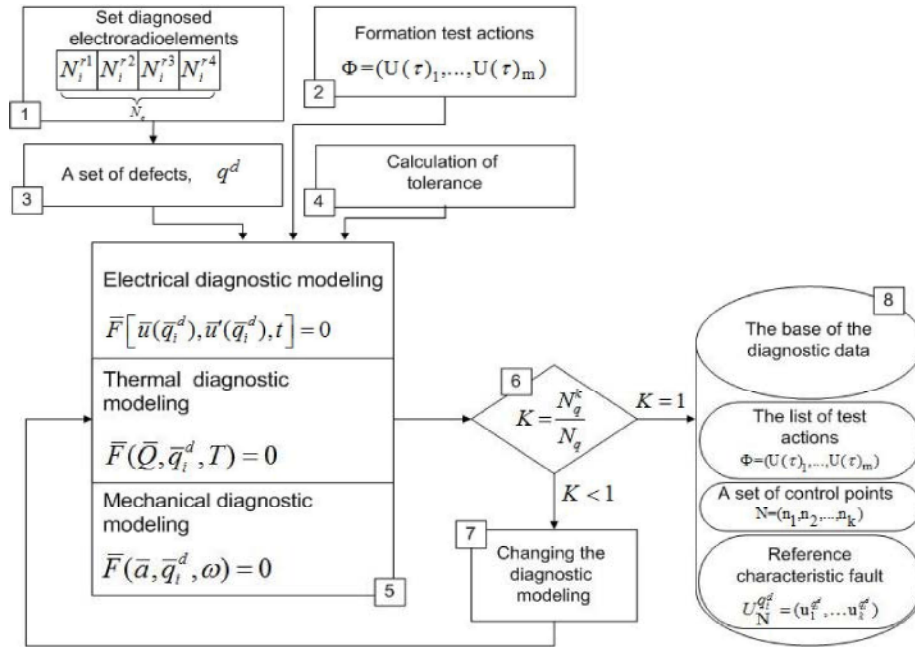 Set diagnosed
electroradioelements
N_i^{r1} N_i^{r2} N_i^{r3} N_i^{r4}
N_e
1
Formation test actions
Φ=(U(τ)_1,...,U(τ)_m)
2
A set of defects, q^d
3
Calculation of
tolerance
4
Electrical diagnostic modeling
F̅[u̅(q̅_i^d),u̅'(q̅_i^d),t]=0
Thermal diagnostic
modeling
F̅(Q̅,q̅_i^d,T)=0
Mechanical diagnostic
modeling
F̅(a̅,q̅_i^d,ω)=0
5
6
K=N_q^k/N_q
K=1
K<1
7
Changing the
diagnostic
modeling
8
The base of the
diagnostic data
The list of test
actions
Φ=(U(τ)_1,...,U(τ)_m)
A set of control points
N=(n_1,n_2,...,n_k)
Reference
characteristic fault
U_N^{q_i^d}=(u_1^{q_i^d},...u_k^{q_i^d})